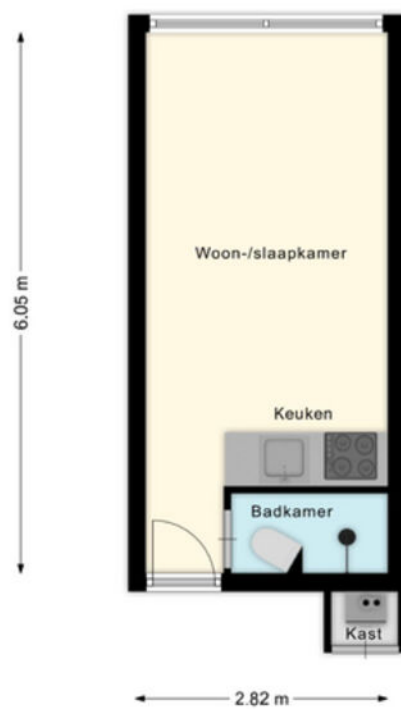 6.05 m
Woon-/slaapkamer
Keuken
Badkamer
Kast
2.82 m